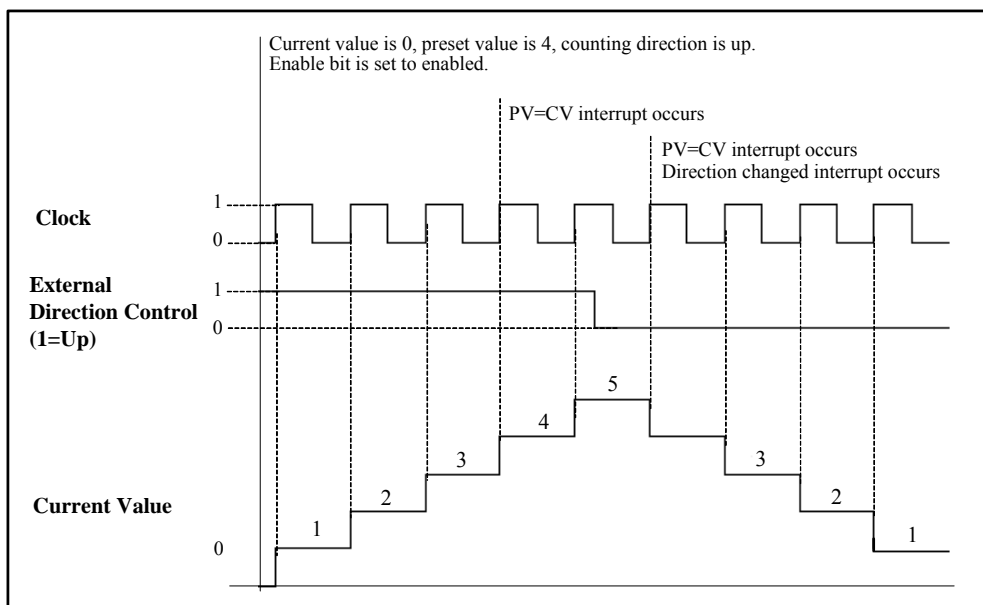 Current value is 0, preset value is 4, counting direction is up.
Enable bit is set to enabled.
PV=CV interrupt occurs
PV=CV interrupt occurs
Direction changed interrupt occurs
1
Clock
0
External
Direction Control
(1=Up)
1
0
5
4
3
3
2
2
Current Value
1
1
0